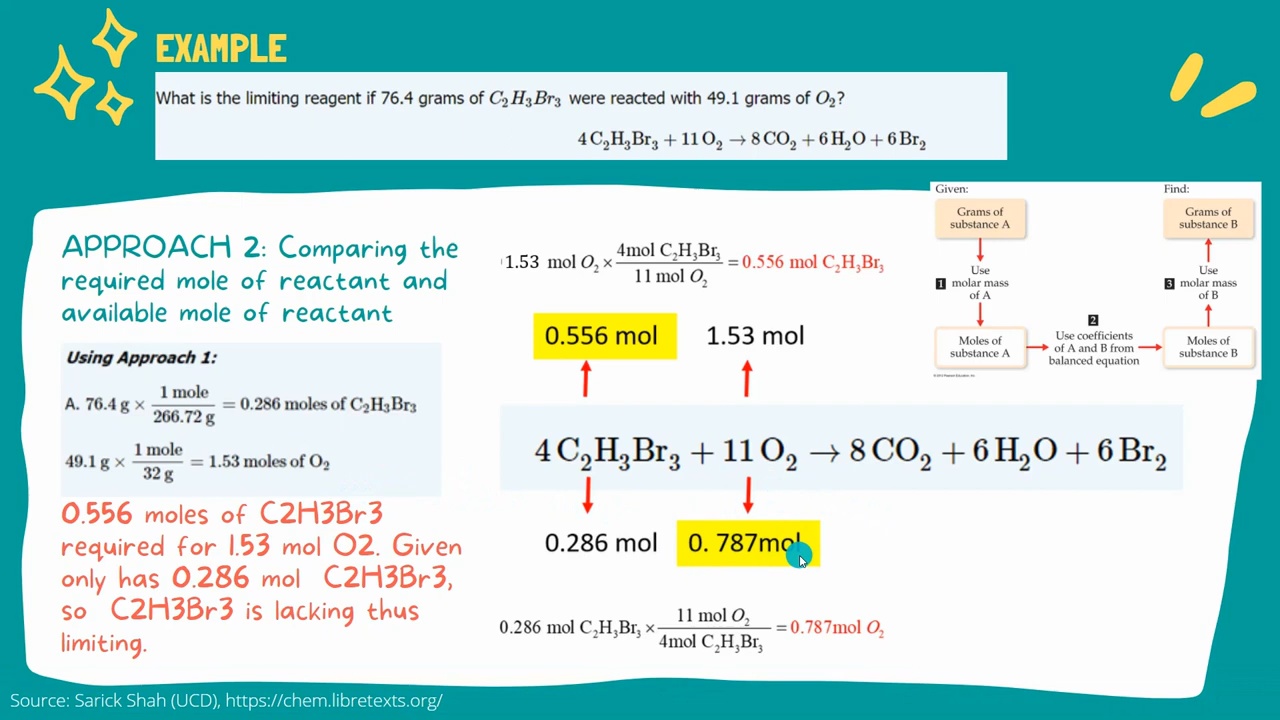 EXAMPLE
What is the limiting reagent if 76.4 grams of C₂H₃Br₃ were reacted with 49.1 grams of O₂?
4 C₂H₃Br₃ + 11 O₂ → 8 CO₂ + 6 H₂O + 6 Br₂
APPROACH 2: Comparing the
required mole of reactant and
available mole of reactant
Using Approach 1:
A. 76.4 g × 1 mole / 266.72 g = 0.286 moles of C₂H₃Br₃
49.1 g × 1 mole / 32 g = 1.53 moles of O₂
0.556 moles of C2H3Br3
required for 1.53 mol O2. Given
only has 0.286 mol C2H3Br3,
so C2H3Br3 is lacking thus
limiting.
1.53 mol O₂ × 4mol C₂H₃Br₃ / 11 mol O₂ = 0.556 mol C₂H₃Br₃
0.556 mol 1.53 mol
4 C₂H₃Br₃ + 11 O₂ → 8 CO₂ + 6 H₂O + 6 Br₂
0.286 mol 0. 787mol
0.286 mol C₂H₃Br₃ × 11 mol O₂ / 4mol C₂H₃Br₃ = 0.787mol O₂
Given: Find:
Grams of
substance A
Grams of
substance B
1 Use
molar mass
of A
3 Use
molar mass
of B
Moles of
substance A
2
Use coefficients
of A and B from
balanced equation
Moles of
substance B
Source: Sarick Shah (UCD), https://chem.libretexts.org/